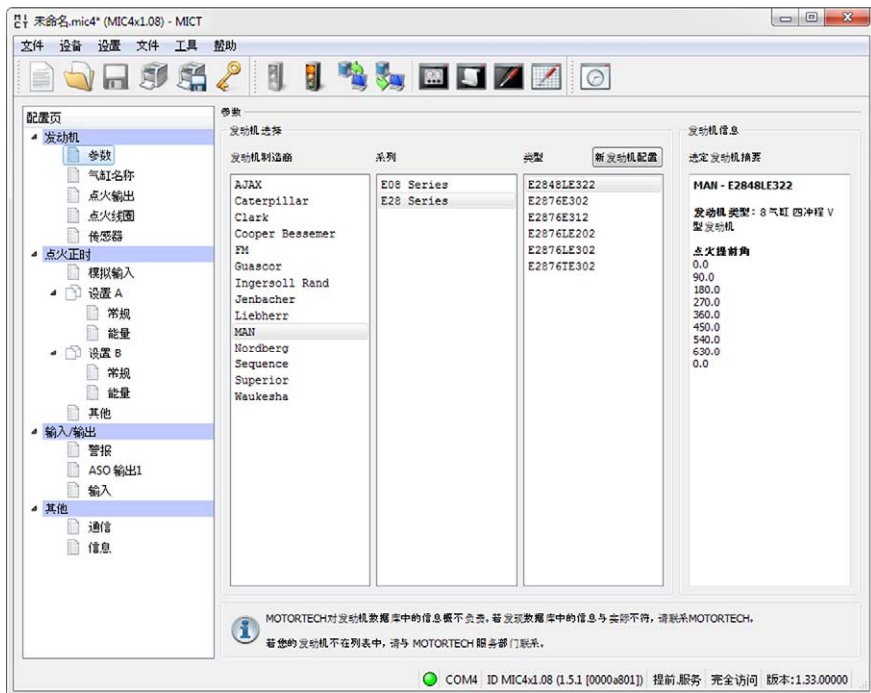 未命名.mic4* (MIC4x1.08) - MICT
文件 设备 设置 文件 工具 帮助
配置页
发动机
参数
气缸名称
点火输出
点火线圈
传感器
点火正时
模拟输入
设置 A
常规
能量
设置 B
常规
能量
其他
输入/输出
警报
ASO 输出1
输入
其他
通信
信息
参数
发动机选择
发动机制造商
AJAX
Caterpillar
Clark
Cooper Bessemer
FM
Guascor
Ingersoll Rand
Jenbacher
Liebherr
MAN
Nordberg
Sequence
Superior
Waukesha
系列
E08 Series
E28 Series
类型 新发动机配置
E2848LE322
E2876E302
E2876E312
E2876LE202
E2876LE302
E2876TE302
发动机信息
选定发动机摘要
MAN - E2848LE322
发动机类型: 8 气缸 四冲程 V
型发动机
点火提前角
0.0
90.0
180.0
270.0
360.0
450.0
540.0
630.0
0.0
MOTORTECH对发动机数据库中的信息概不负责。若发现数据库中的信息与实际不符，请联系MOTORTECH。
若您的发动机不在列表中，请与 MOTORTECH 服务部门联系。
COM4 ID MIC4x1.08 (1.5.1 [0000a801]) 提前.服务 完全访问 版本:1.33.00000